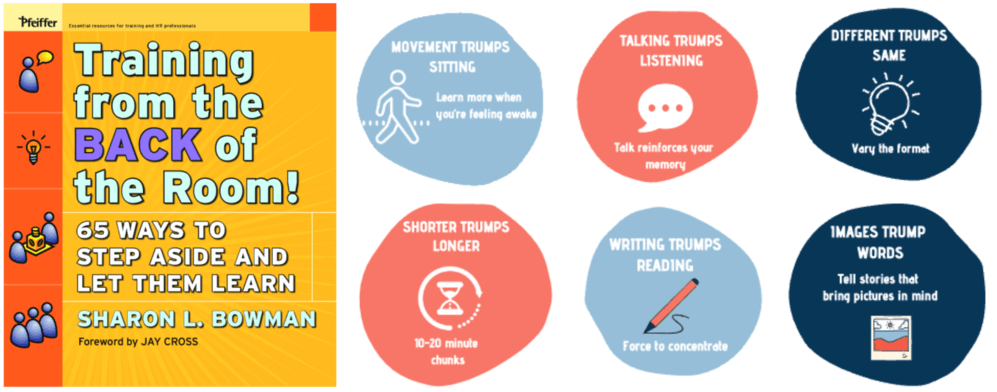 Pfeiffer
Essential resources for training and HR professionals
Training
from the
BACK of
the Room!
65 WAYS TO
STEP ASIDE AND
LET THEM LEARN
SHARON L. BOWMAN
Foreword by JAY CROSS
MOVEMENT TRUMPS
SITTING
Learn more when
you're feeling awake
TALKING TRUMPS
LISTENING
Talk reinforces your
memory
DIFFERENT TRUMPS
SAME
Vary the format
SHORTER TRUMPS
LONGER
10-20 minute
chunks
WRITING TRUMPS
READING
Force to concentrate
IMAGES TRUMP
WORDS
Tell stories that
bring pictures in mind